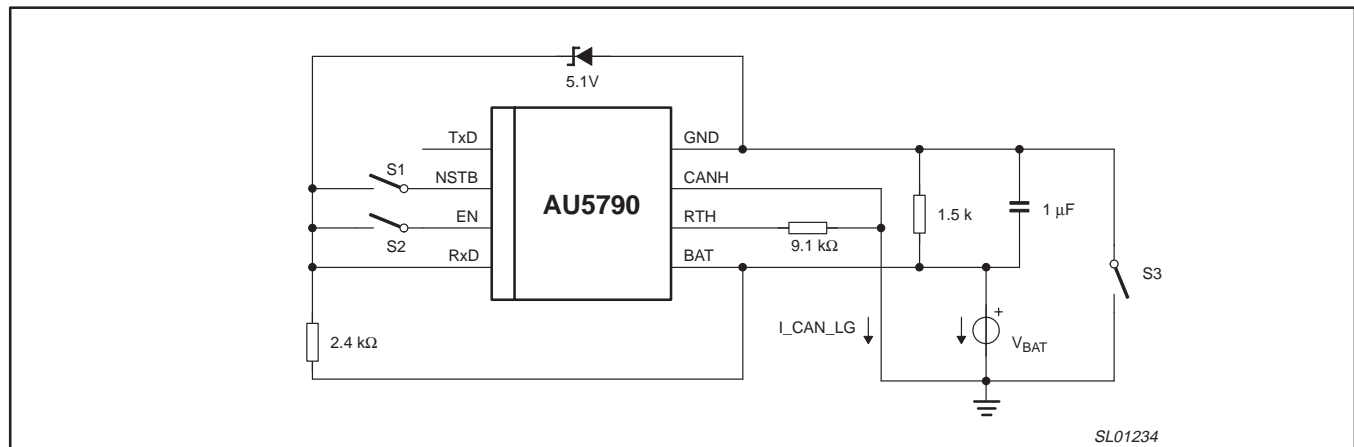 5.1V
TxD
GND
S1
NSTB
CANH
AU5790
EN
RTH
1.5 k
1 µF
S2
9.1 kΩ
RxD
BAT
S3
2.4 kΩ
I_CAN_LG
+
VBAT
SL01234